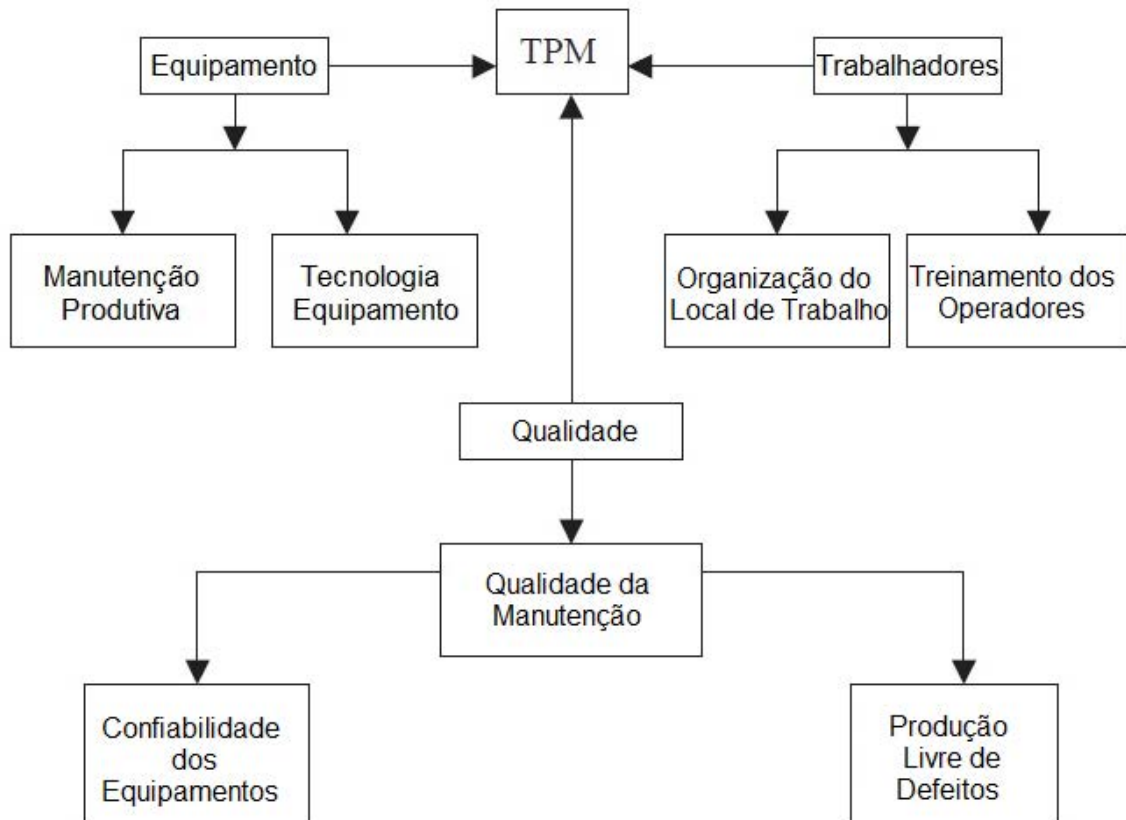 TPM
Equipamento
Trabalhadores
Manutenção
Produtiva
Tecnologia
Equipamento
Organização do
Local de Trabalho
Treinamento dos
Operadores
Qualidade
Qualidade da
Manutenção
Confiabilidade
dos
Equipamentos
Produção
Livre de
Defeitos